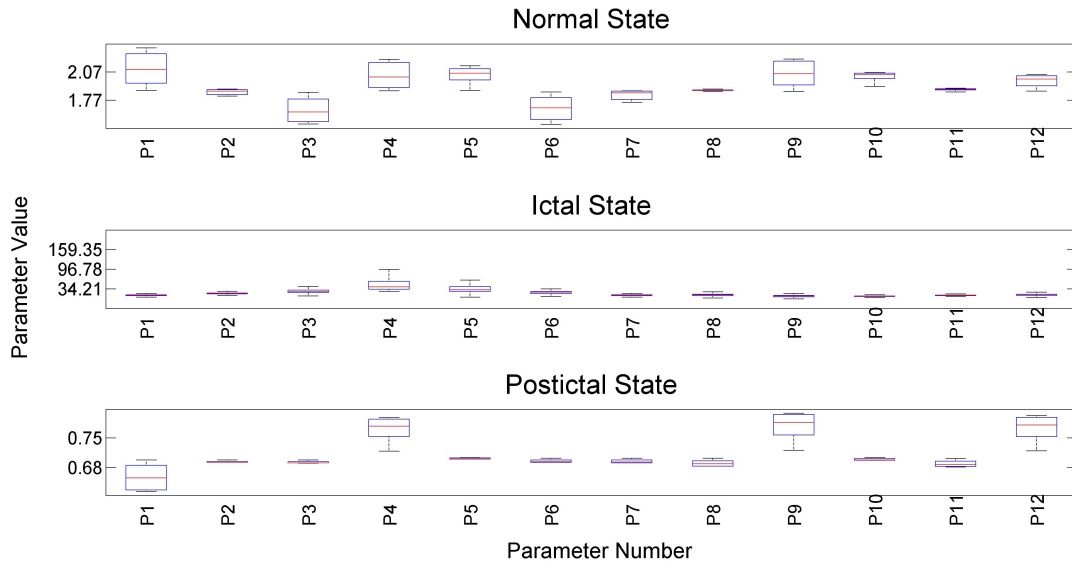 Normal State
2.07
1.77
P1 P2 P3 P4 P5 P6 P7 P8 P9 P10 P11 P12
Parameter Value
Ictal State
159.35
96.78
34.21
P1 P2 P3 P4 P5 P6 P7 P8 P9 P10 P11 P12
Postictal State
0.75
0.68
P1 P2 P3 P4 P5 P6 P7 P8 P9 P10 P11 P12
Parameter Number